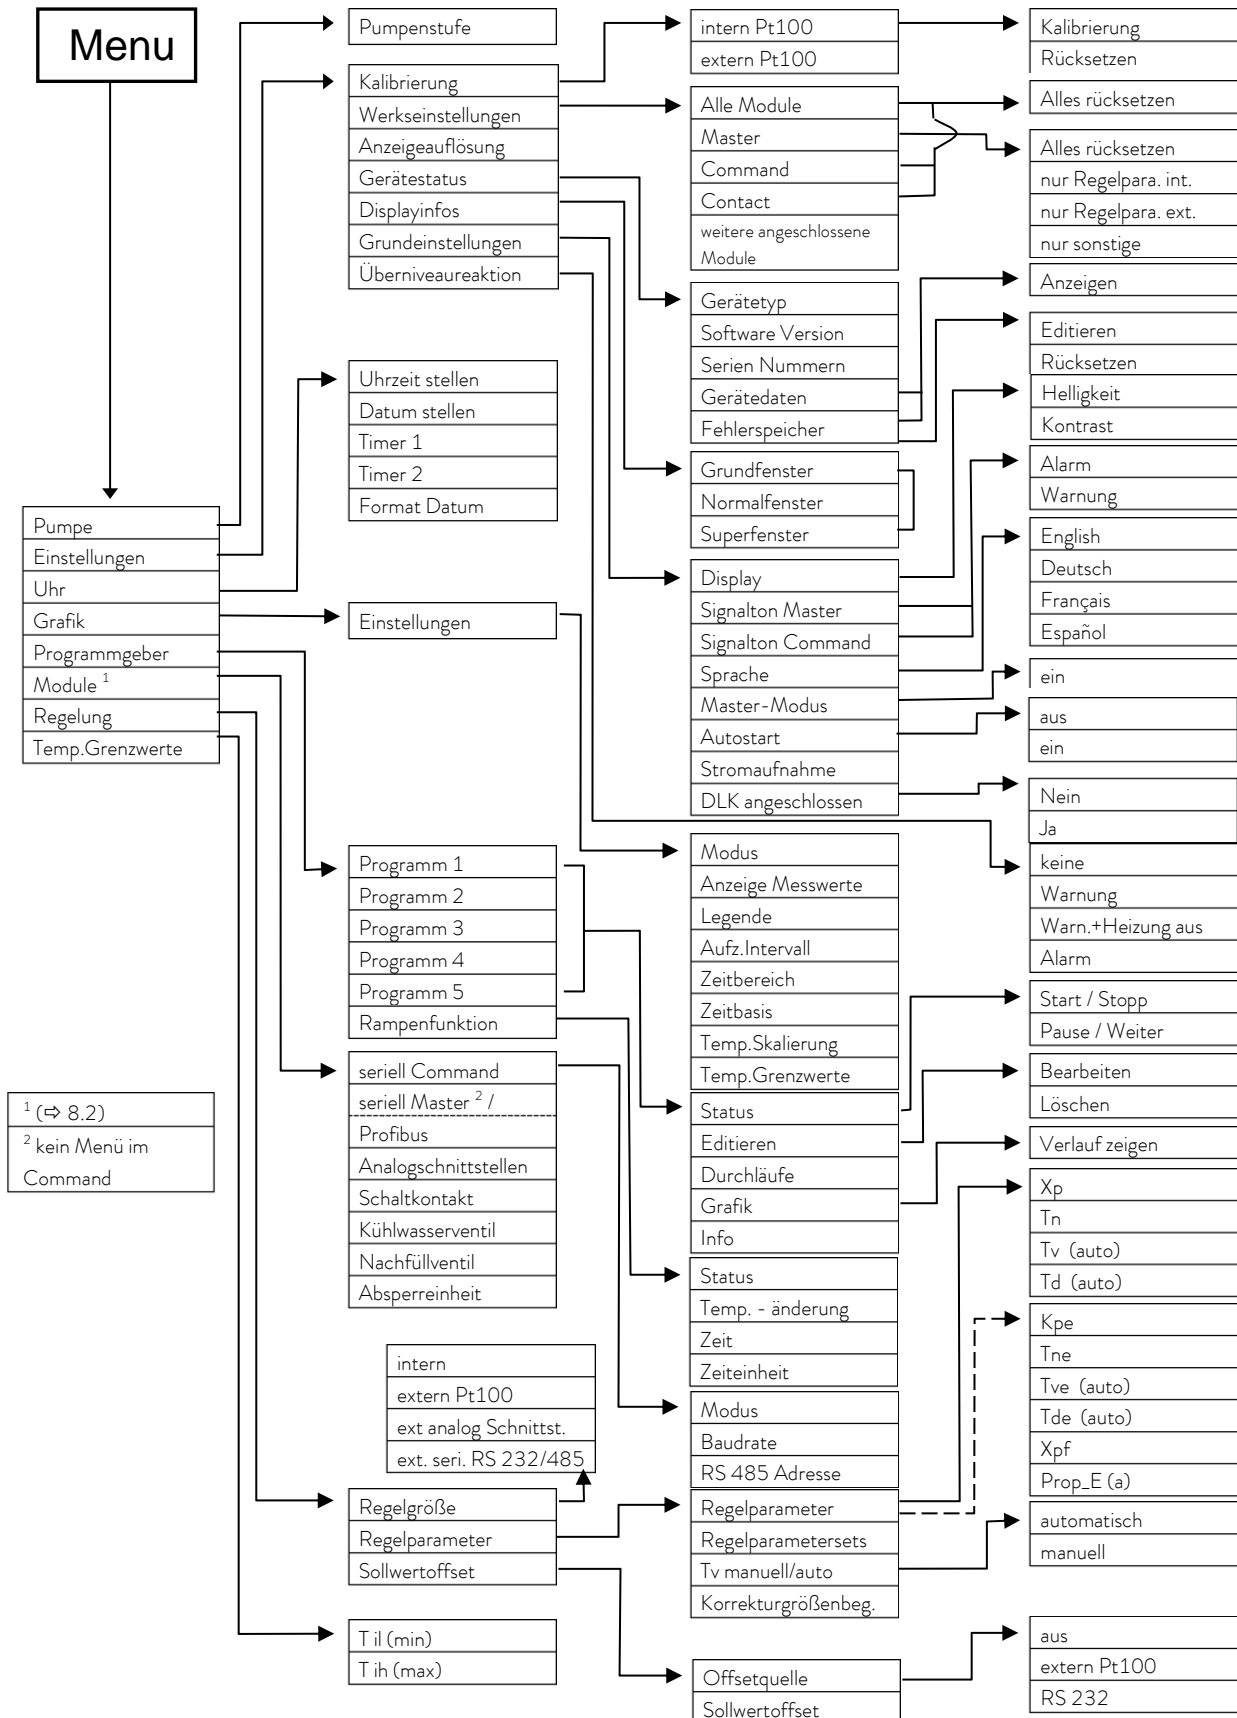 Menu
Pumpe
Einstellungen
Uhr
Grafik
Programmgeber
Module ¹
Regelung
Temp.Grenzwerte
¹ (⇨ 8.2)
² kein Menü im
Command
Pumpenstufe
Kalibrierung
Werkseinstellungen
Anzeigeauflösung
Gerätestatus
Displayinfos
Grundeinstellungen
Überniveaureaktion
Uhrzeit stellen
Datum stellen
Timer 1
Timer 2
Format Datum
Einstellungen
Programm 1
Programm 2
Programm 3
Programm 4
Programm 5
Rampenfunktion
seriell Command
seriell Master ² /
Profibus
Analogschnittstellen
Schaltkontakt
Kühlwasserventil
Nachfüllventil
Absperreinheit
intern
extern Pt100
ext analog Schnittst.
ext. seri. RS 232/485
Regelgröße
Regelparameter
Sollwertoffset
T il (min)
T ih (max)
intern Pt100
extern Pt100
Alle Module
Master
Command
Contact
weitere angeschlossene
Module
Gerätetyp
Software Version
Serien Nummern
Gerätedaten
Fehlerspeicher
Grundfenster
Normalfenster
Superfenster
Display
Signalton Master
Signalton Command
Sprache
Master-Modus
Autostart
Stromaufnahme
DLK angeschlossen
Modus
Anzeige Messwerte
Legende
Aufz.Intervall
Zeitbereich
Zeitbasis
Temp.Skalierung
Temp.Grenzwerte
Status
Editieren
Durchläufe
Grafik
Info
Status
Temp. - änderung
Zeit
Zeiteinheit
Modus
Baudrate
RS 485 Adresse
Regelparameter
Regelparametersets
Tv manuell/auto
Korrekturgrößenbeg.
Offsetquelle
Sollwertoffset
Kalibrierung
Rücksetzen
Alles rücksetzen
Alles rücksetzen
nur Regelpara. int.
nur Regelpara. ext.
nur sonstige
Anzeigen
Editieren
Rücksetzen
Helligkeit
Kontrast
Alarm
Warnung
English
Deutsch
Français
Español
ein
aus
ein
Nein
Ja
keine
Warnung
Warn.+Heizung aus
Alarm
Start / Stopp
Pause / Weiter
Bearbeiten
Löschen
Verlauf zeigen
Xp
Tn
Tv (auto)
Td (auto)
Kpe
Tne
Tve (auto)
Tde (auto)
Xpf
Prop_E (a)
automatisch
manuell
aus
extern Pt100
RS 232